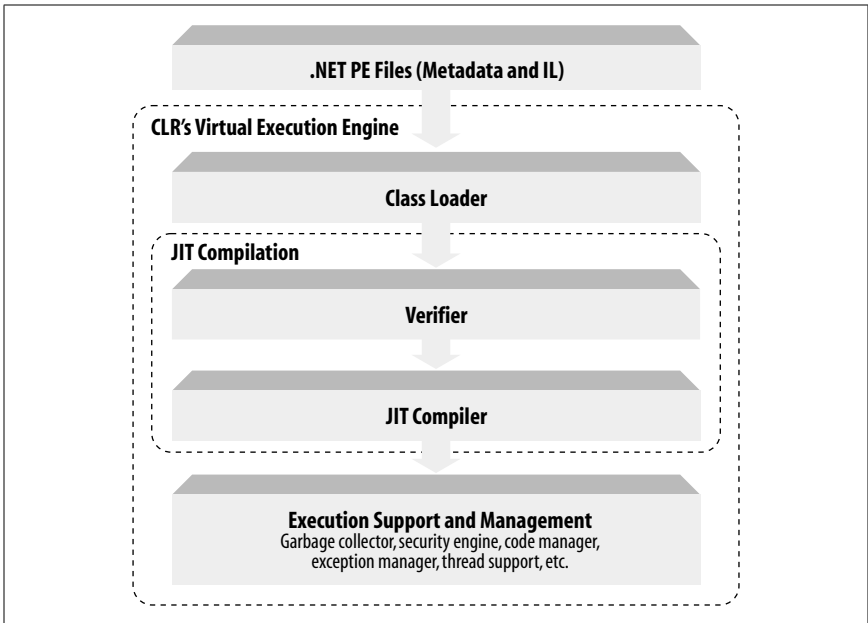 .NET PE Files (Metadata and IL)
CLR's Virtual Execution Engine
Class Loader
JIT Compilation
Verifier
JIT Compiler
Execution Support and Management
Garbage collector, security engine, code manager,
exception manager, thread support, etc.